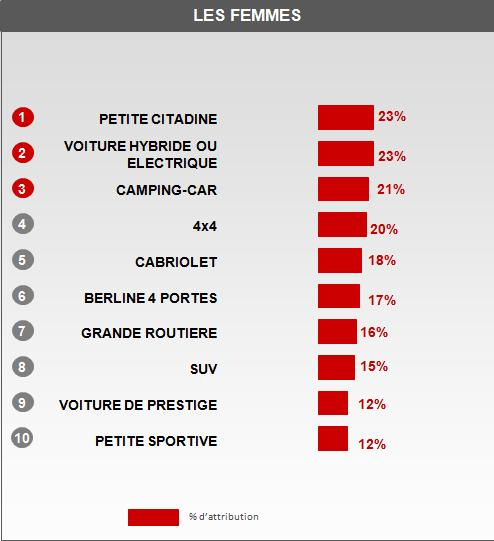 LES FEMMES
1 PETITE CITADINE 23%
2 VOITURE HYBRIDE OU
ELECTRIQUE 23%
3 CAMPING-CAR 21%
4 4x4 20%
5 CABRIOLET 18%
6 BERLINE 4 PORTES 17%
7 GRANDE ROUTIERE 16%
8 SUV 15%
9 VOITURE DE PRESTIGE 12%
10 PETITE SPORTIVE 12%
% d'attribution